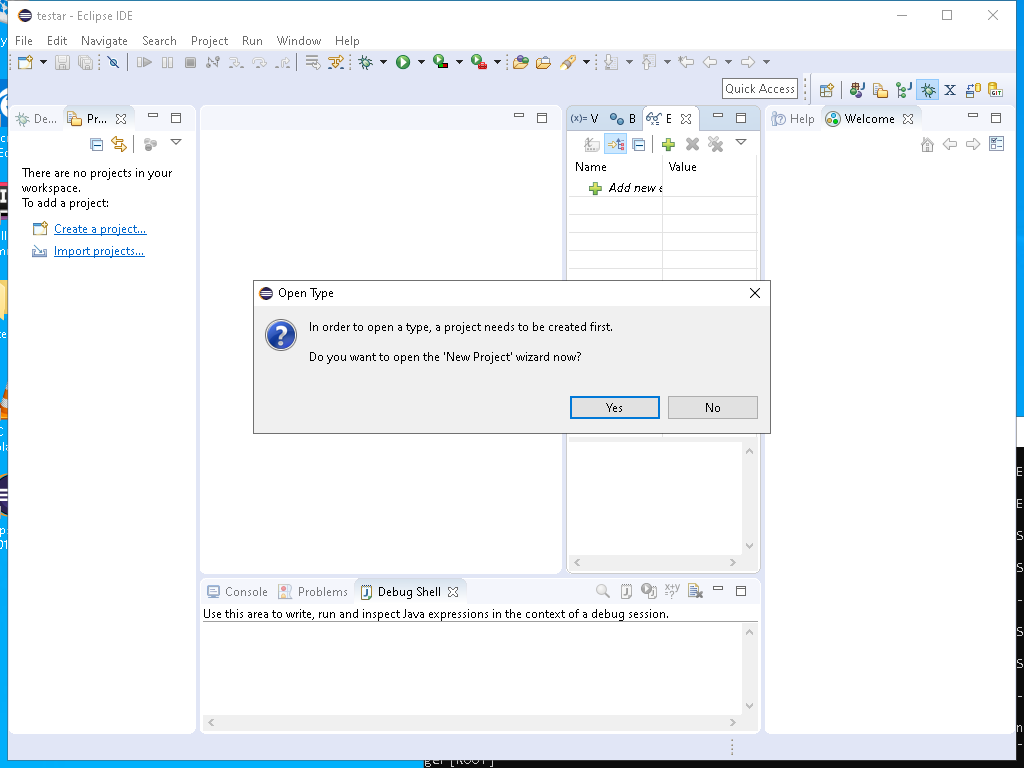 testar - Eclipse IDE
File Edit Navigate Search Project Run Window Help
Quick Access
De... Pr...
There are no projects in your
workspace.
To add a project:
Create a project...
Import projects...
(x)= V B E
Name Value
Add new e
Help Welcome
Open Type
In order to open a type, a project needs to be created first.
Do you want to open the 'New Project' wizard now?
Yes No
Console Problems Debug Shell
Use this area to write, run and inspect Java expressions in the context of a debug session.